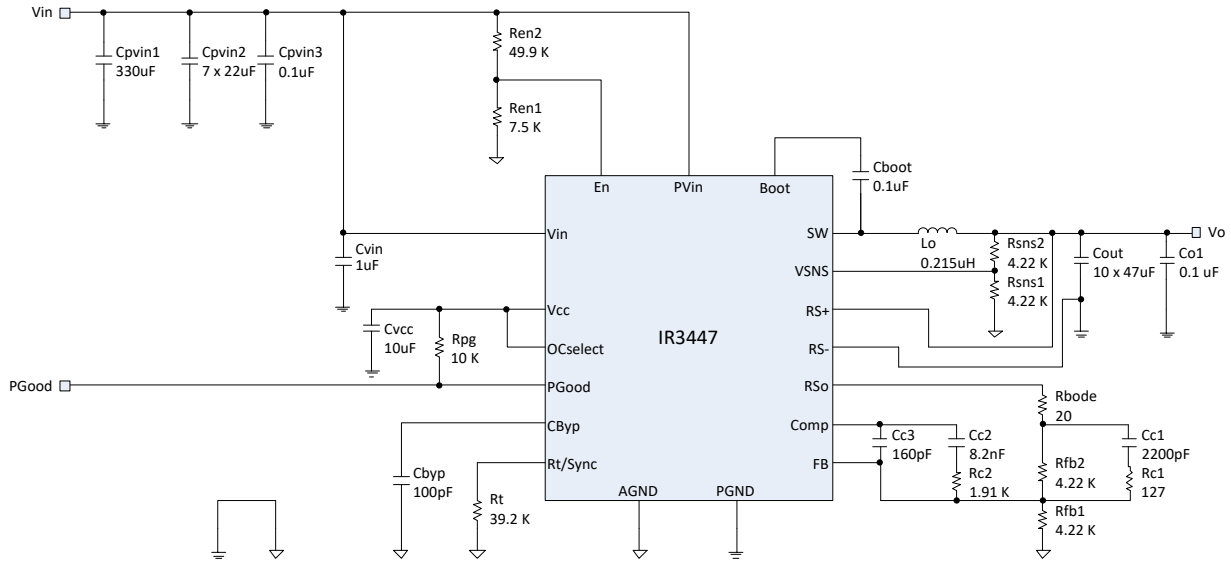 Vin
Cpvin1
330uF
Cpvin2
7 x 22uF
Cpvin3
0.1uF
Ren2
49.9 K
Ren1
7.5 K
Cboot
0.1uF
En
PVin
Boot
Vin
SW
Vo
Cvin
1uF
Lo
0.215uH
Rsns2
4.22 K
Cout
10 x 47uF
Co1
0.1 uF
VSNS
Rsns1
4.22 K
Vcc
RS+
Cvcc
10uF
Rpg
10 K
OCselect
IR3447
RS-
PGood
PGood
RSo
Rbode
20
CByp
Comp
Cc3
160pF
Cc2
8.2nF
Cc1
2200pF
Rt/Sync
FB
Cbyp
100pF
Rc2
1.91 K
Rfb2
4.22 K
Rc1
127
Rt
39.2 K
AGND
PGND
Rfb1
4.22 K